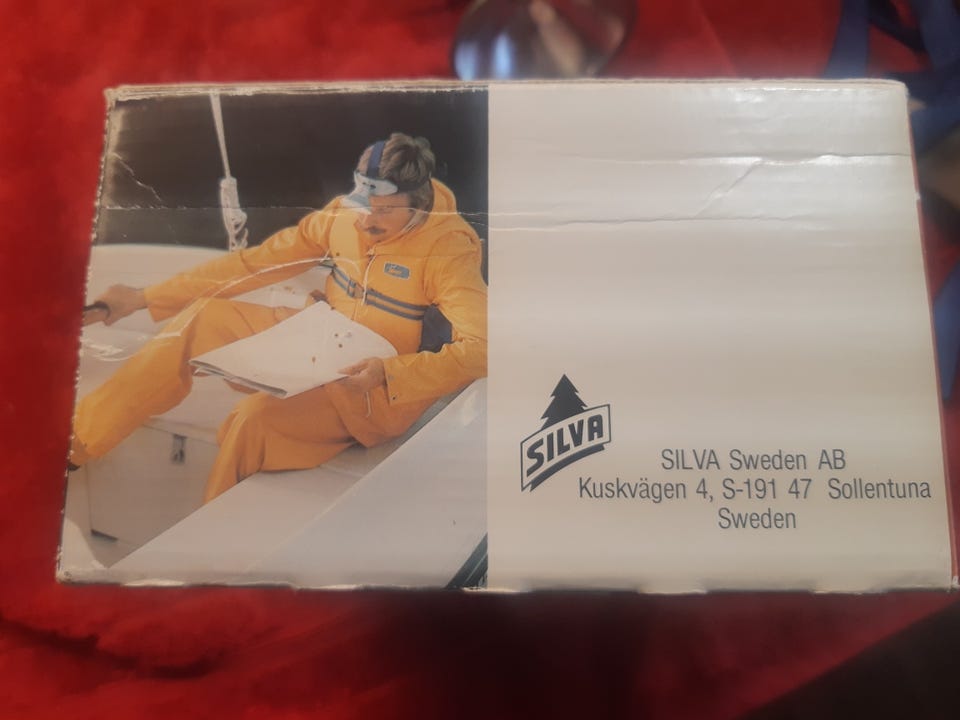 SILVA
SILVA Sweden AB
Kuskvägen 4, S-191 47 Sollentuna
Sweden